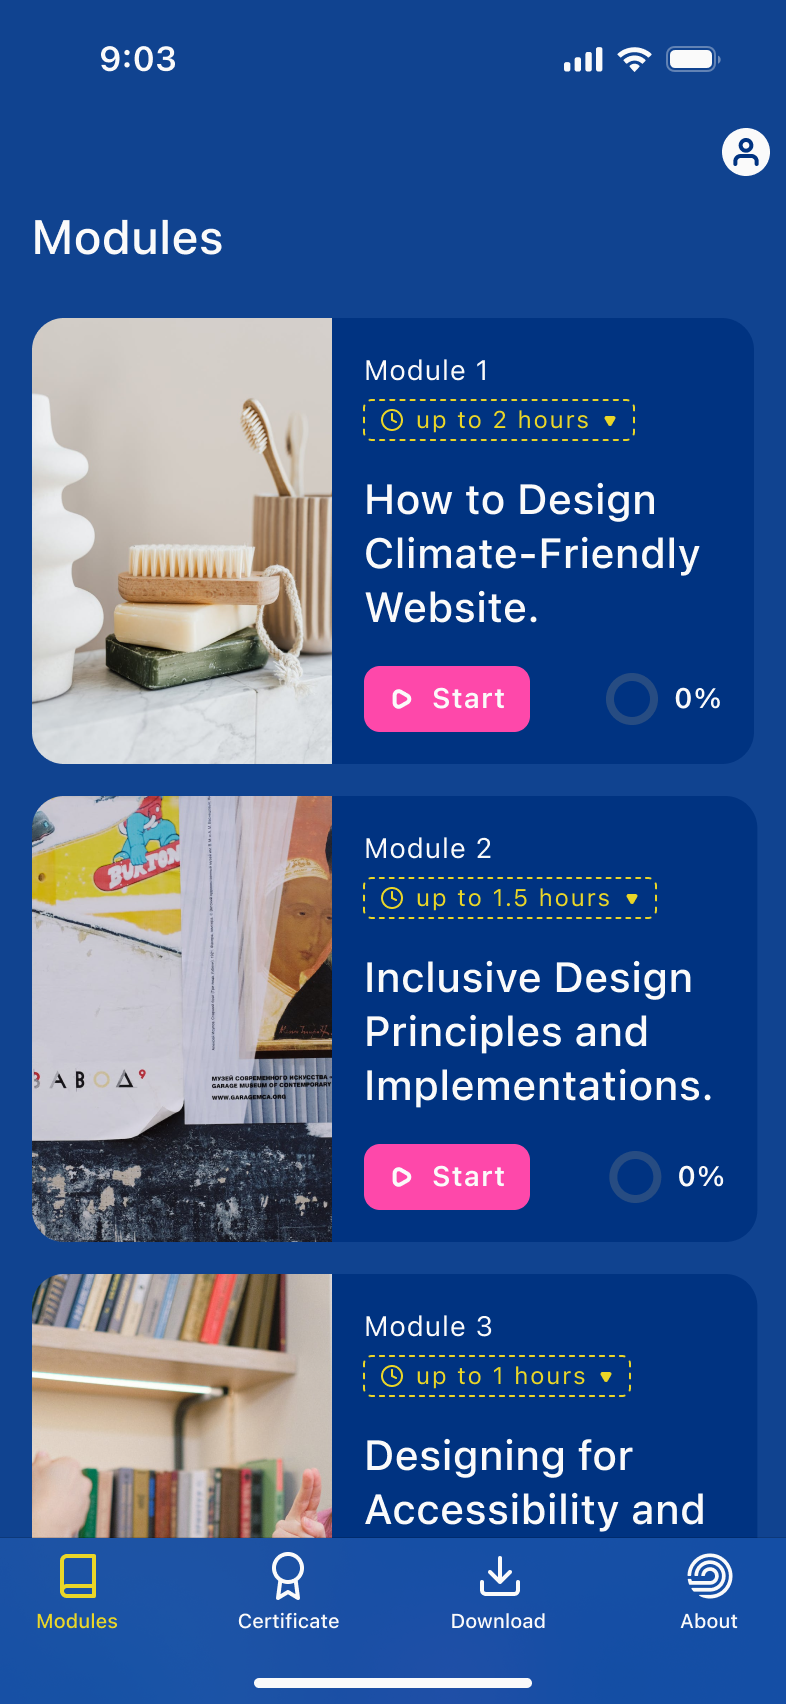 9:03
Modules
Module 1
up to 2 hours
How to Design
Climate-Friendly
Website.
Start
0%
BURTON
ЗАВОД⁹
МУЗЕЙ СОВРЕМЕННОГО ИСКУССТВА –
GARAGE MUSEUM OF CONTEMPORARY
WWW.GARAGEMCA.ORG
Module 2
up to 1.5 hours
Inclusive Design
Principles and
Implementations.
Start
0%
Module 3
up to 1 hours
Designing for
Accessibility and
Modules
Certificate
Download
About